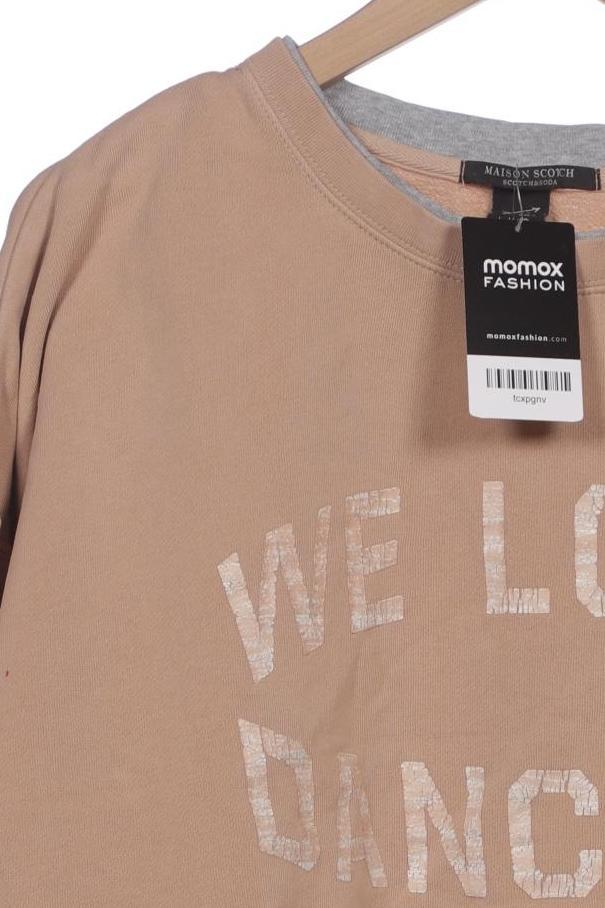 MAISON SCOTCH
SCOTCH&SODA
momox
FASHION
momoxfashion.com
tcxpgnv
WE LO
DANC